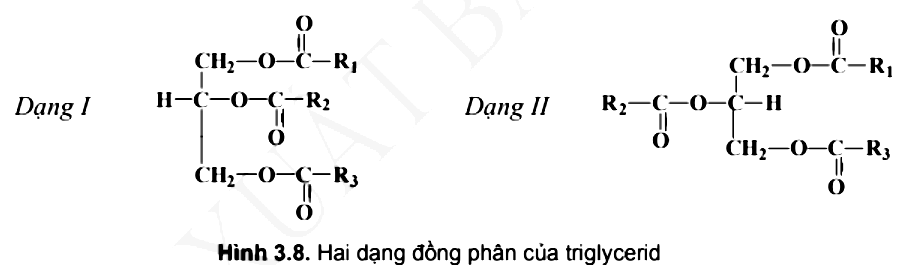 Dạng I
O
CH₂—O—C—R₁
H—C—O—C—R₂
O
CH₂—O—C—R₃
O
Dạng II
O
CH₂—O—C—R₁
R₂—C—O—C—H
O
CH₂—O—C—R₃
O
Hình 3.8. Hai dạng đồng phân của triglycerid